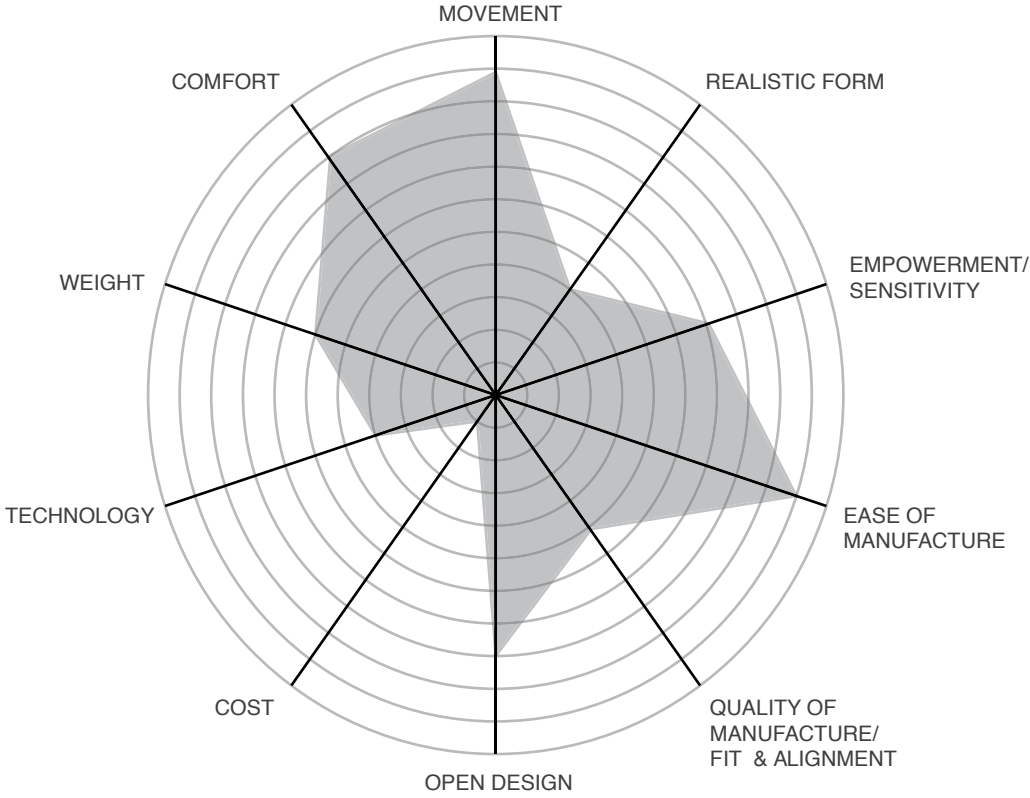 MOVEMENT
COMFORT
REALISTIC FORM
WEIGHT
EMPOWERMENT/
SENSITIVITY
TECHNOLOGY
EASE OF
MANUFACTURE
COST
QUALITY OF
MANUFACTURE/
FIT & ALIGNMENT
OPEN DESIGN